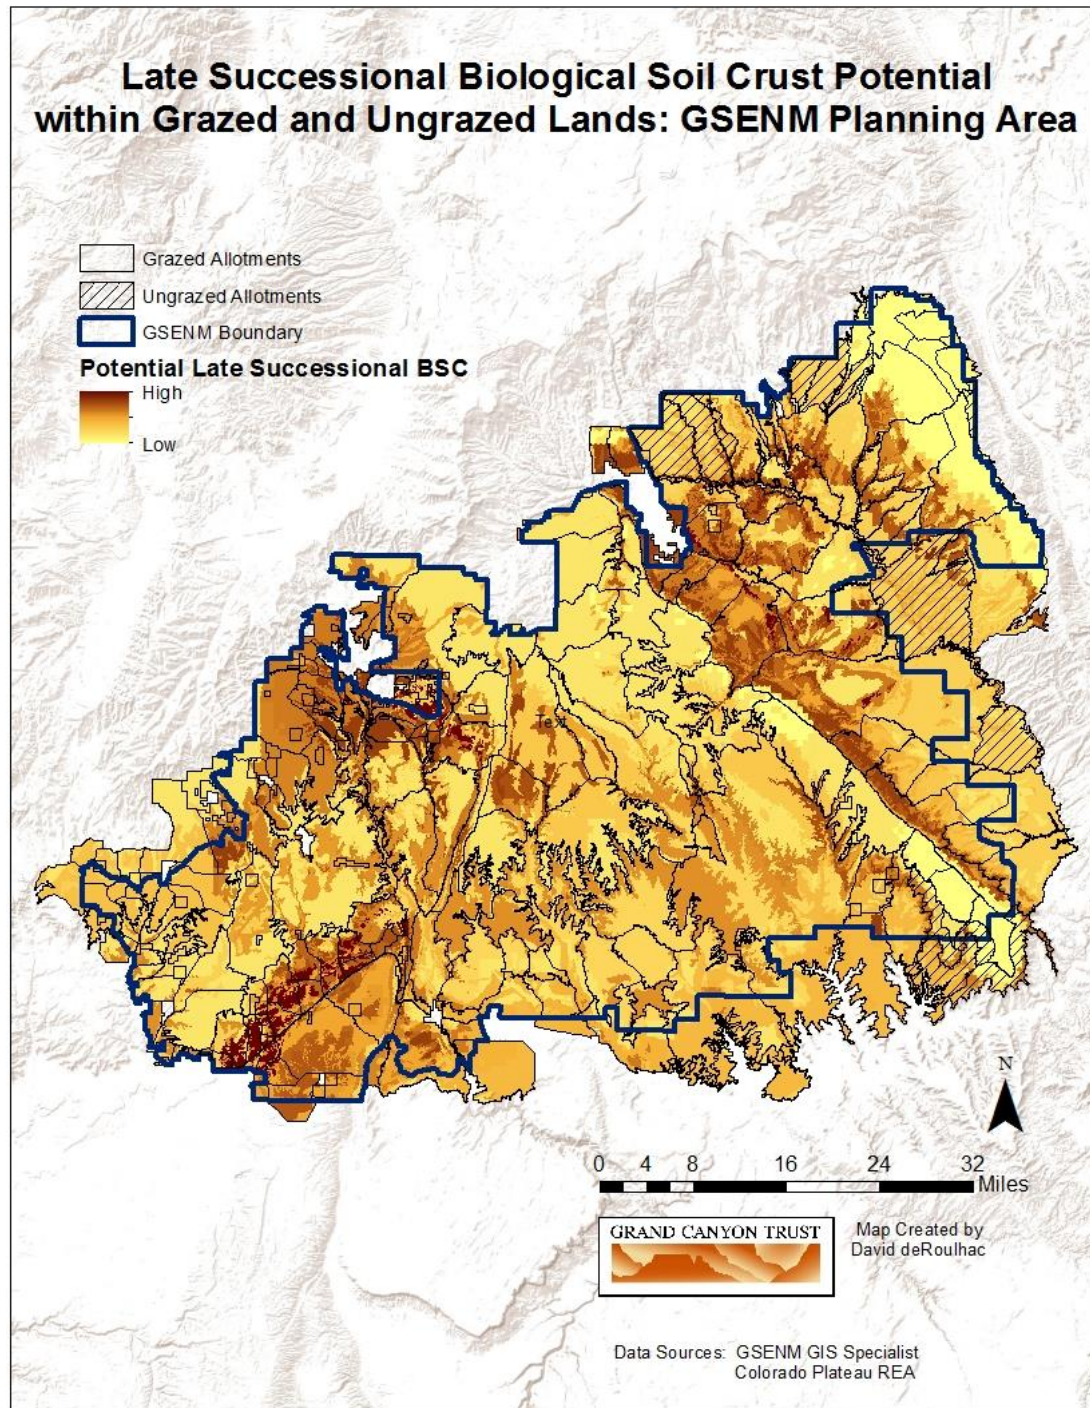 Late Successional Biological Soil Crust Potential
within Grazed and Ungrazed Lands: GSENM Planning Area
Grazed Allotments
Ungrazed Allotments
GSENM Boundary
Potential Late Successional BSC
High
Low
Text
N
0 4 8 16 24 32
Miles
GRAND CANYON TRUST
Map Created by
David deRoulhac
Data Sources: GSENM GIS Specialist
Colorado Plateau REA